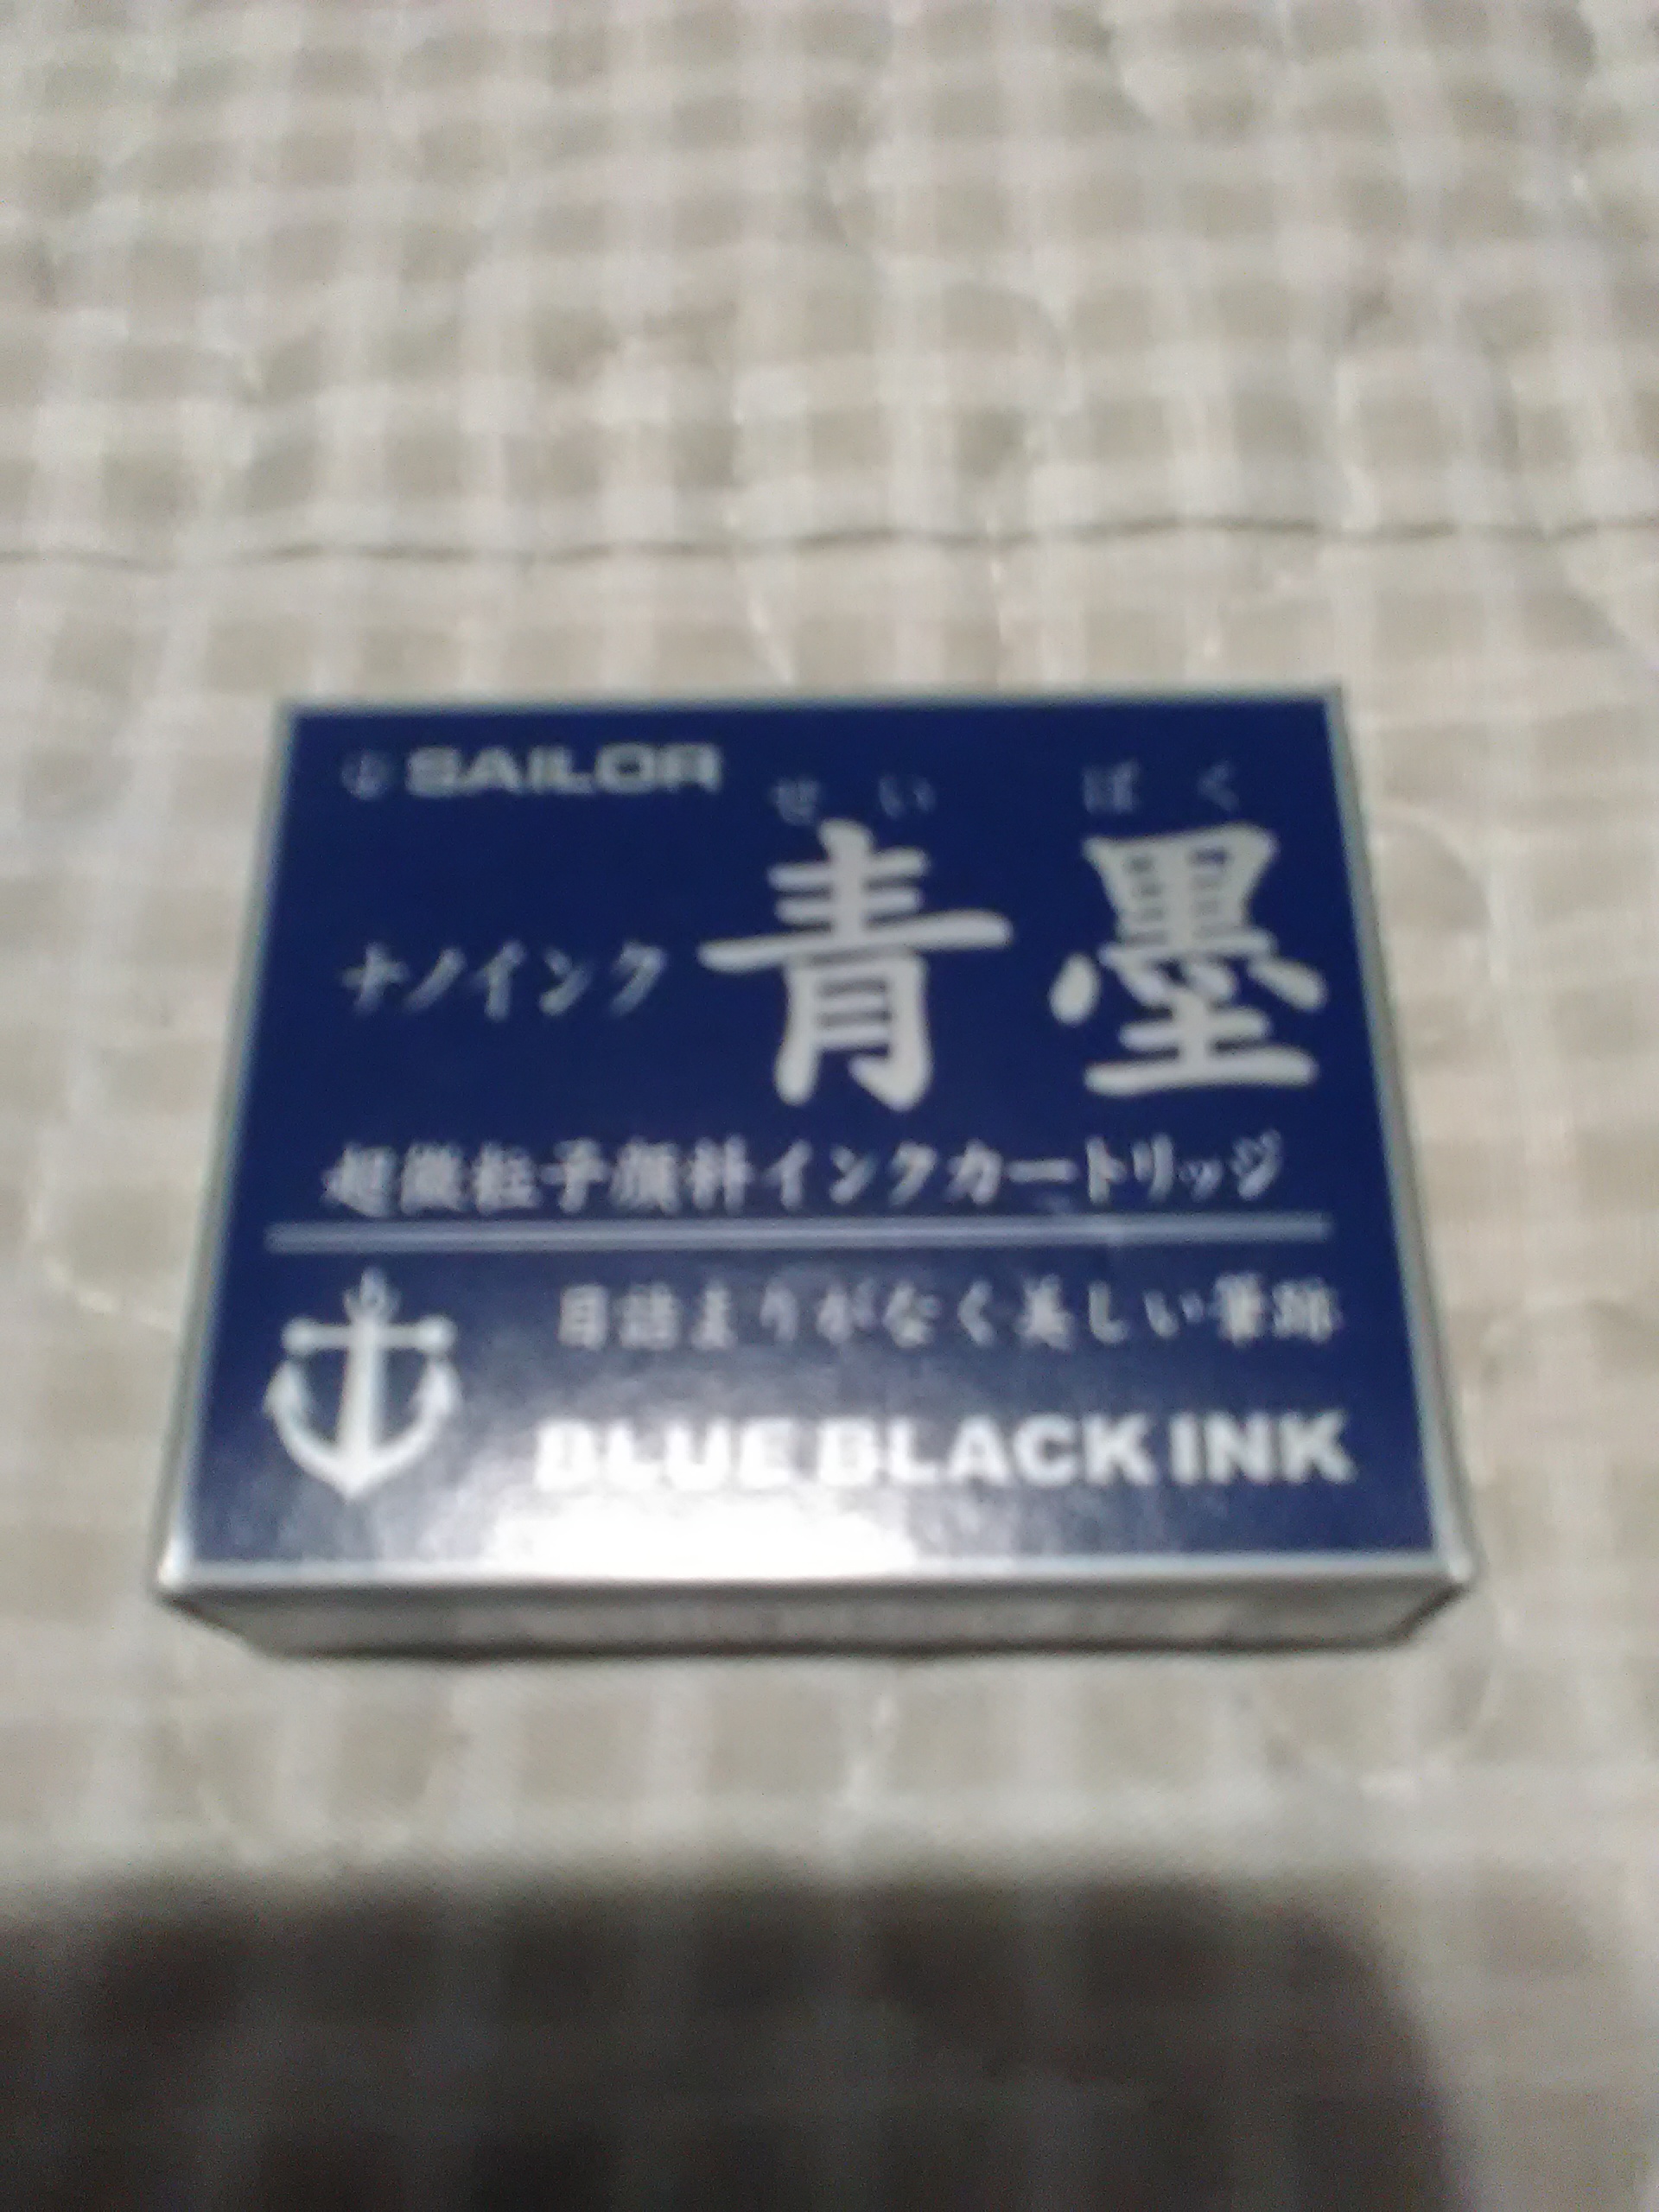 SAILOR
せいぼく
ナノインク 青墨
超微粒子顔料インクカートリッジ
目詰まりがなく美しい筆跡
BLUE BLACK INK